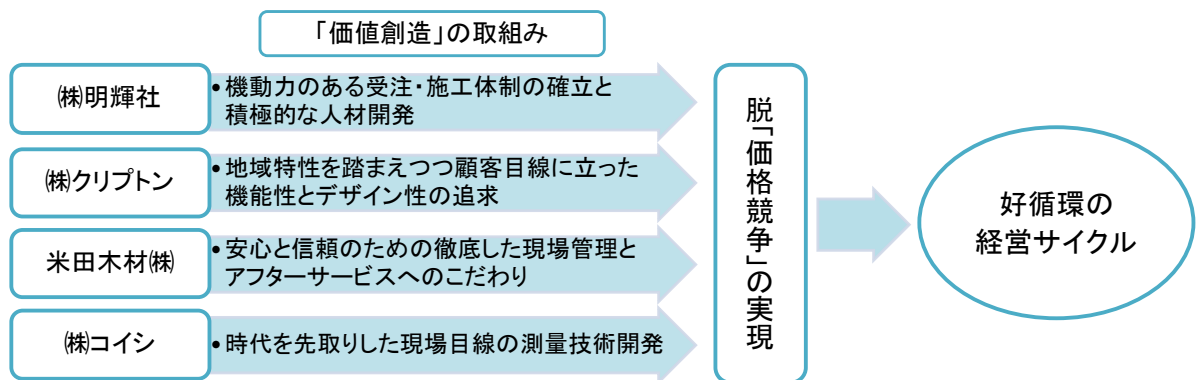 「価値創造」の取組み
㈱明輝社
•機動力のある受注・施工体制の確立と
積極的な人材開発
㈱クリプトン
•地域特性を踏まえつつ顧客目線に立った
機能性とデザイン性の追求
米田木材㈱
•安心と信頼のための徹底した現場管理と
アフターサービスへのこだわり
㈱コイシ
•時代を先取りした現場目線の測量技術開発
脱「価格競争」の実現
好循環の
経営サイクル